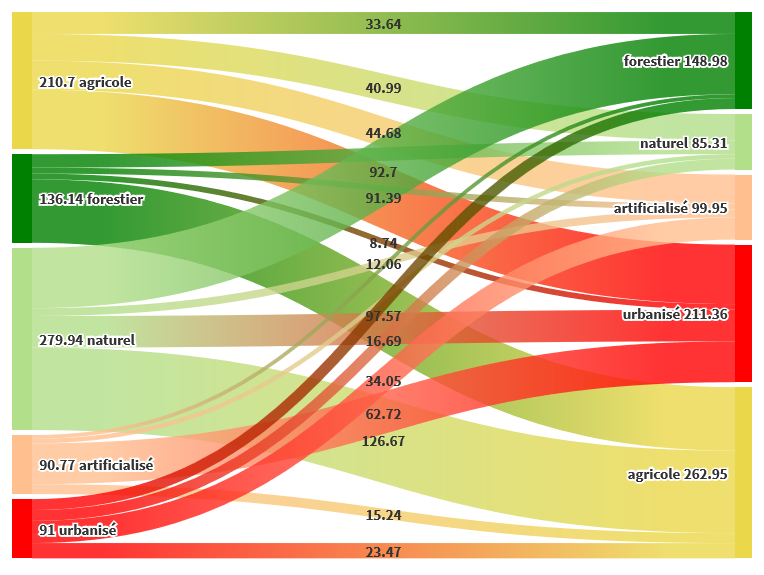 33.64
forestier 148.98
210.7 agricole
40.99
44.68
naturel 85.31
92.7
136.14 forestier
91.39
artificialisé 99.95
8.74
12.06
97.57
urbanisé 211.36
279.94 naturel
16.69
34.05
62.72
126.67
90.77 artificialisé
agricole 262.95
15.24
91 urbanisé
23.47